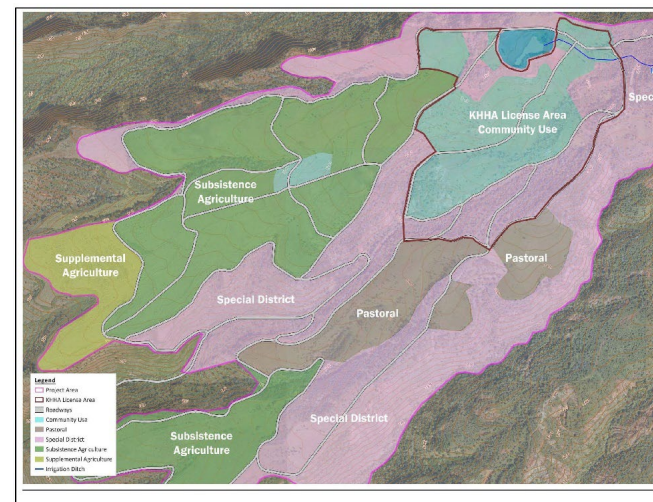 KHHA License Area
Community Use
Spec
Subsistence
Agriculture
Supplemental
Agriculture
Pastoral
Special District
Pastoral
Special District
Subsistence
Agriculture
Legend
Project Area
KHHA License Area
Roadways
Community Use
Pastoral
Special District
Subsistence Agriculture
Supplemental Agriculture
Irrigation Ditch